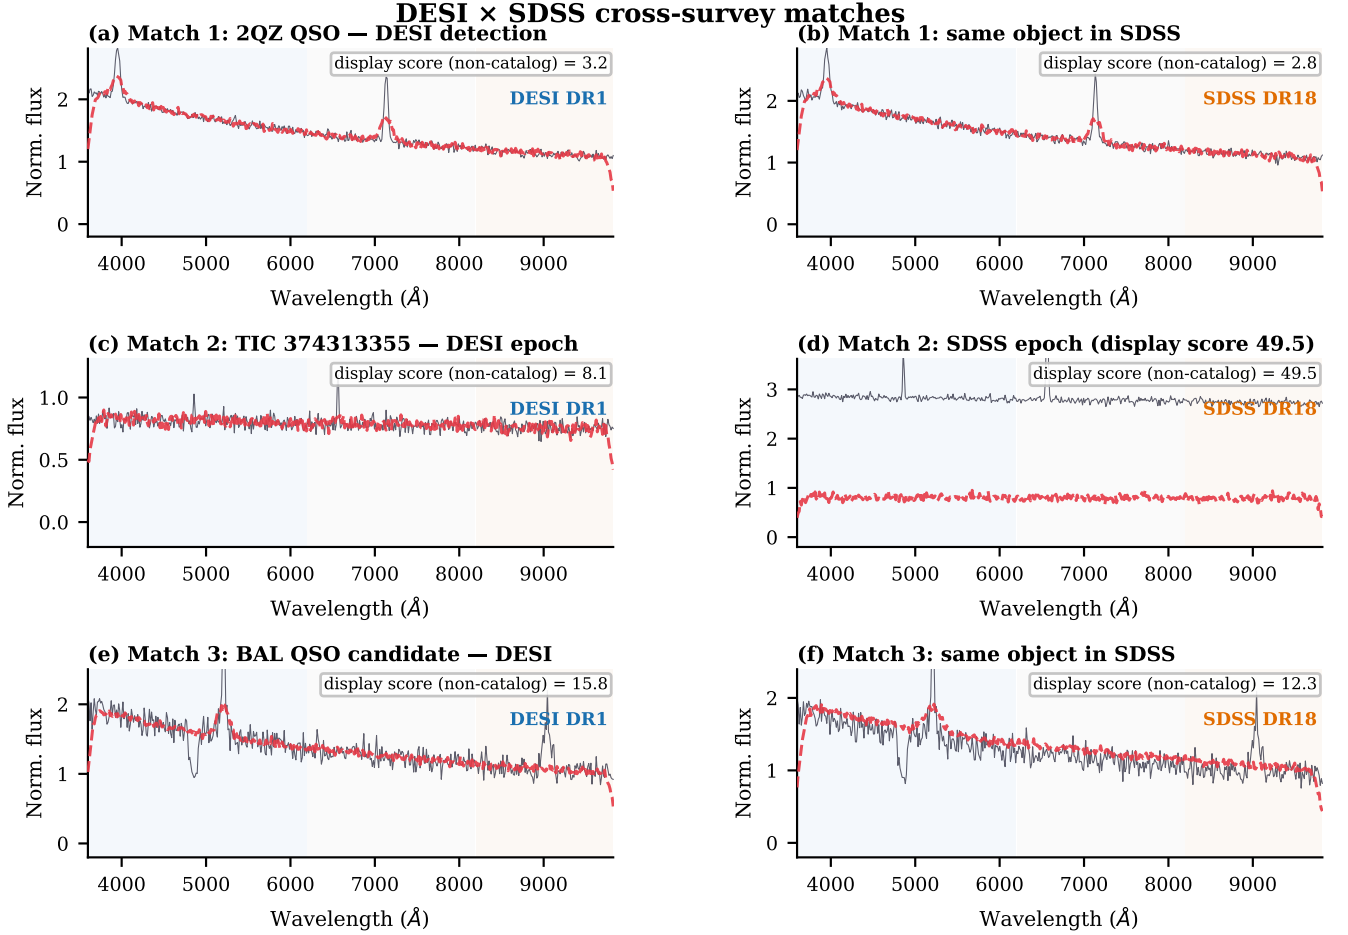 DESI × SDSS cross-survey matches
(a) Match 1: 2QZ QSO — DESI detection
display score (non-catalog) = 3.2
DESI DR1
Norm. flux
2
1
0
4000 5000 6000 7000 8000 9000
Wavelength (Å)
(b) Match 1: same object in SDSS
display score (non-catalog) = 2.8
SDSS DR18
Norm. flux
2
1
0
4000 5000 6000 7000 8000 9000
Wavelength (Å)
(c) Match 2: TIC 374313355 — DESI epoch
display score (non-catalog) = 8.1
DESI DR1
Norm. flux
1.0
0.5
0.0
4000 5000 6000 7000 8000 9000
Wavelength (Å)
(d) Match 2: SDSS epoch (display score 49.5)
display score (non-catalog) = 49.5
SDSS DR18
Norm. flux
3
2
1
0
4000 5000 6000 7000 8000 9000
Wavelength (Å)
(e) Match 3: BAL QSO candidate — DESI
display score (non-catalog) = 15.8
DESI DR1
Norm. flux
2
1
0
4000 5000 6000 7000 8000 9000
Wavelength (Å)
(f) Match 3: same object in SDSS
display score (non-catalog) = 12.3
SDSS DR18
Norm. flux
2
1
0
4000 5000 6000 7000 8000 9000
Wavelength (Å)